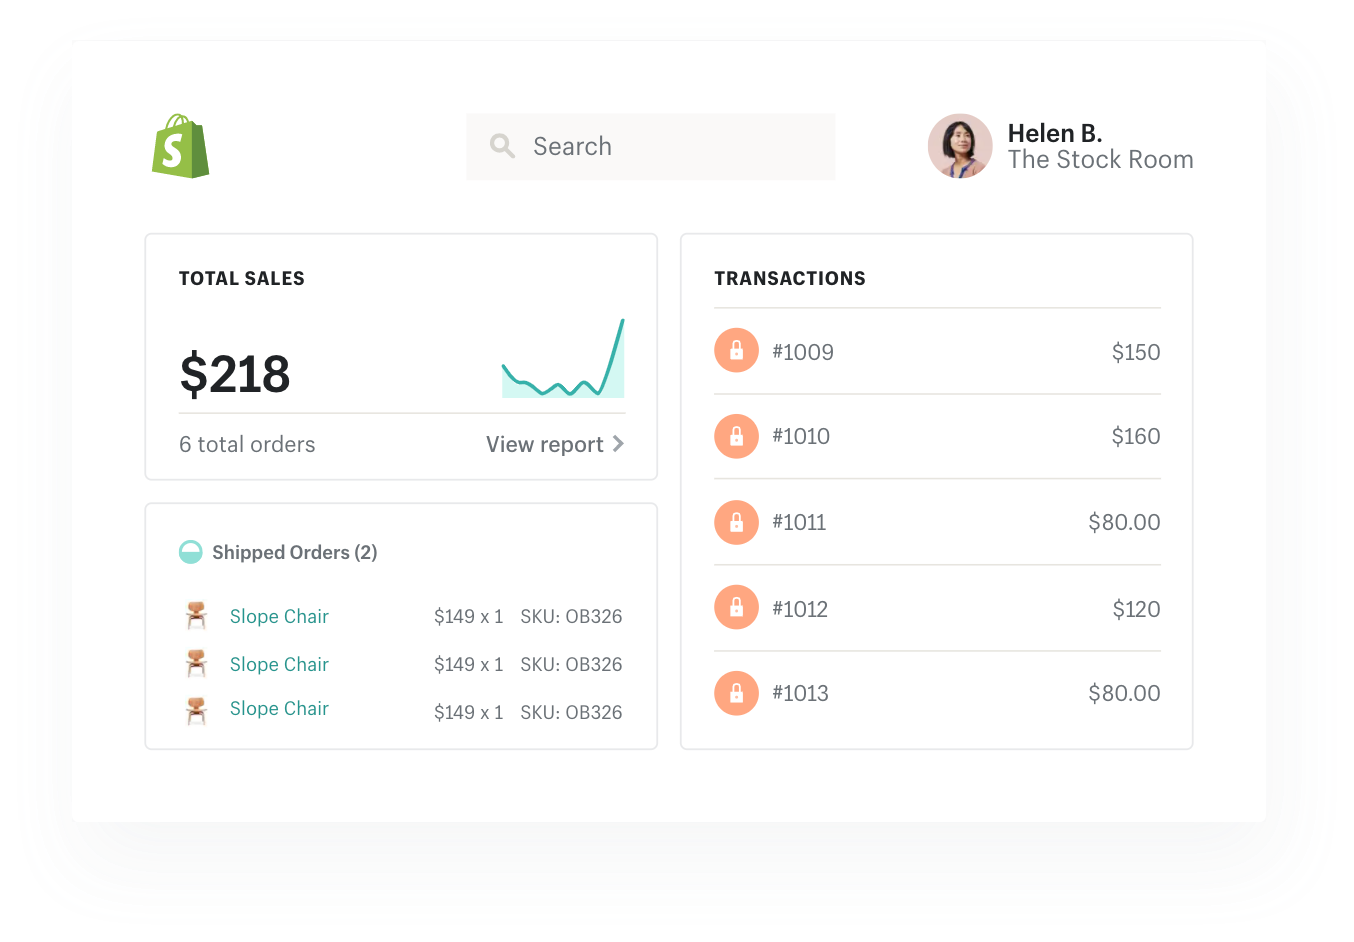 S
Search
Helen B.
The Stock Room
TOTAL SALES
$218
6 total orders
View report
Shipped Orders (2)
Slope Chair $149 x 1 SKU: OB326
Slope Chair $149 x 1 SKU: OB326
Slope Chair $149 x 1 SKU: OB326
TRANSACTIONS
#1009 $150
#1010 $160
#1011 $80.00
#1012 $120
#1013 $80.00